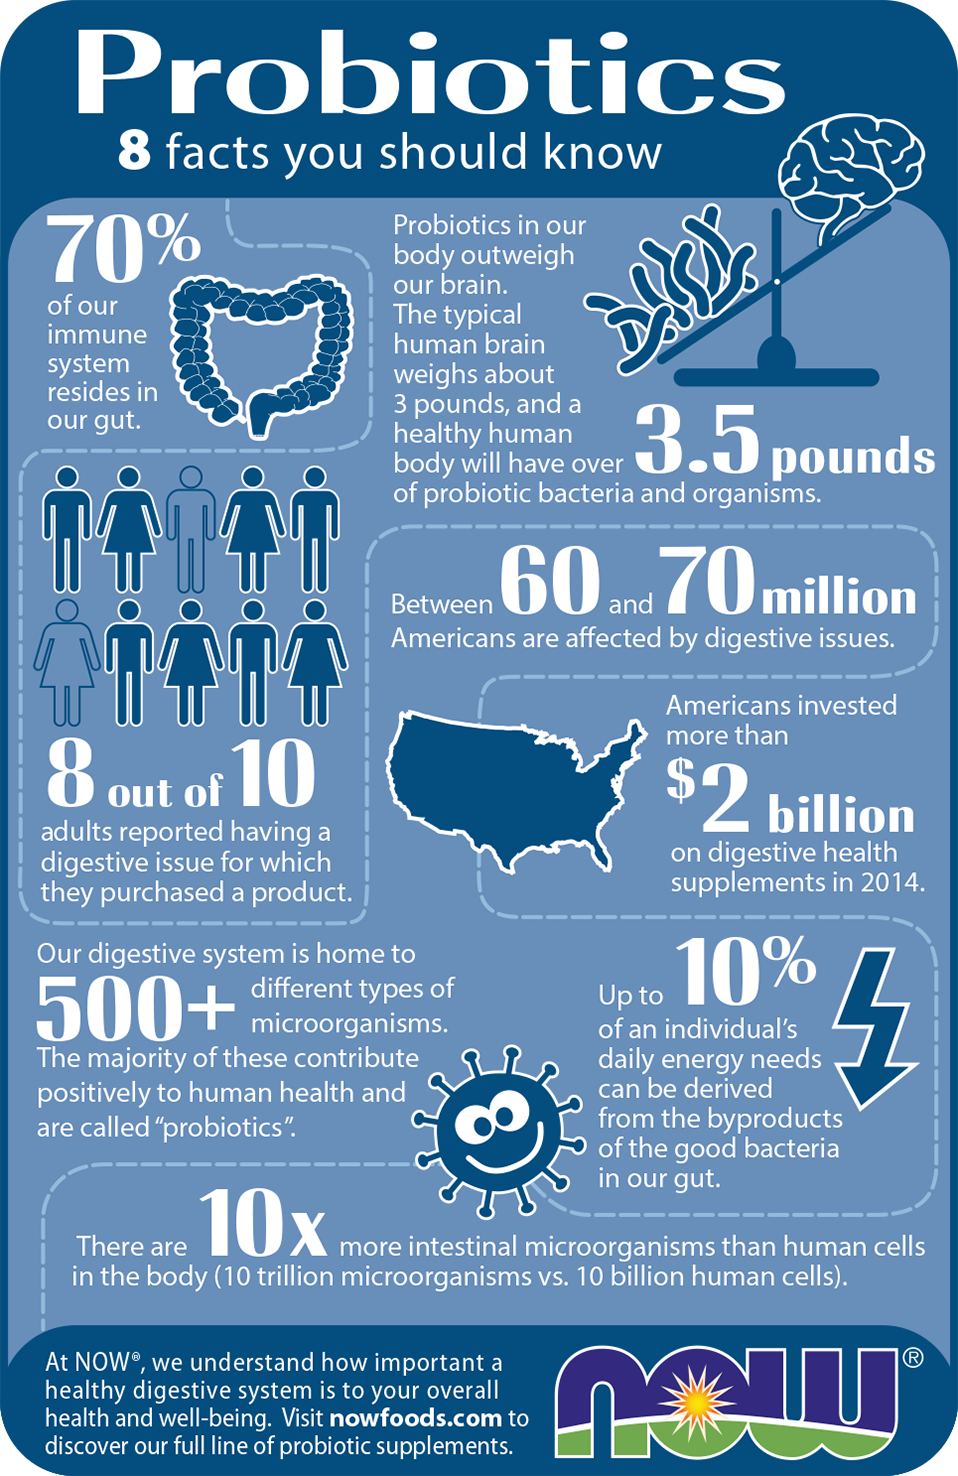 Probiotics
8 facts you should know
70%
of our
immune
system
resides in
our gut.
Probiotics in our
body outweigh
our brain.
The typical
human brain
weighs about
3 pounds, and a
healthy human
body will have over 3.5 pounds
of probiotic bacteria and organisms.
Between 60 and 70 million
Americans are affected by digestive issues.
8 out of 10
adults reported having a
digestive issue for which
they purchased a product.
Americans invested
more than
$2 billion
on digestive health
supplements in 2014.
Our digestive system is home to
500+ different types of
microorganisms.
The majority of these contribute
positively to human health and
are called “probiotics”.
Up to 10%
of an individual’s
daily energy needs
can be derived
from the byproducts
of the good bacteria
in our gut.
There are 10x more intestinal microorganisms than human cells
in the body (10 trillion microorganisms vs. 10 billion human cells).
At NOW®, we understand how important a
healthy digestive system is to your overall
health and well-being. Visit nowfoods.com to
discover our full line of probiotic supplements.
now®